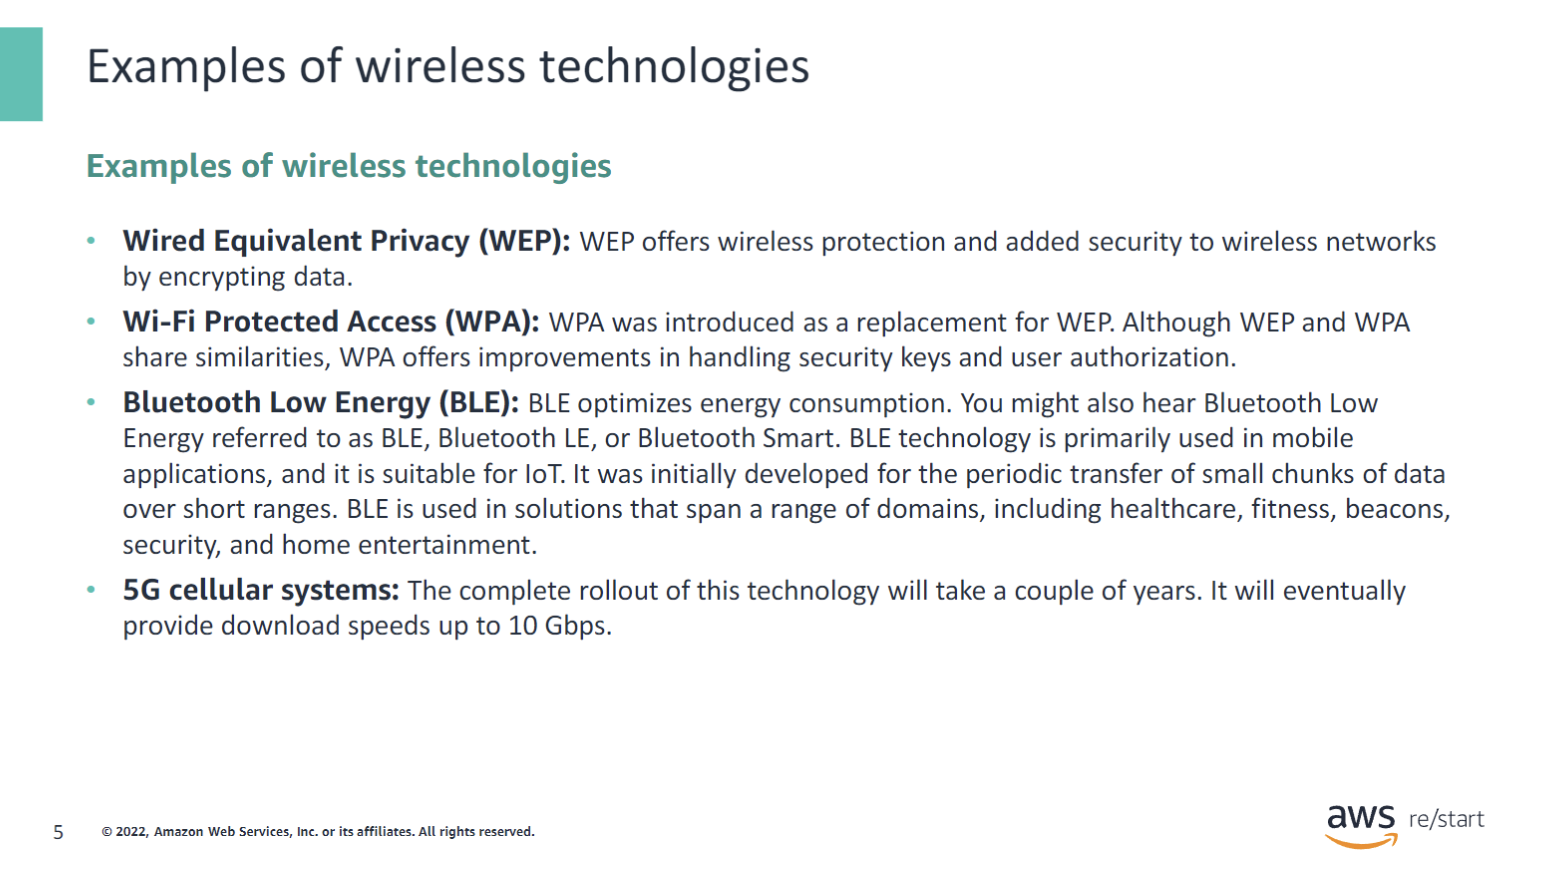 Examples of wireless technologies
Examples of wireless technologies
• Wired Equivalent Privacy (WEP): WEP offers wireless protection and added security to wireless networks
by encrypting data.
• Wi-Fi Protected Access (WPA): WPA was introduced as a replacement for WEP. Although WEP and WPA
share similarities, WPA offers improvements in handling security keys and user authorization.
• Bluetooth Low Energy (BLE): BLE optimizes energy consumption. You might also hear Bluetooth Low
Energy referred to as BLE, Bluetooth LE, or Bluetooth Smart. BLE technology is primarily used in mobile
applications, and it is suitable for IoT. It was initially developed for the periodic transfer of small chunks of data
over short ranges. BLE is used in solutions that span a range of domains, including healthcare, fitness, beacons,
security, and home entertainment.
• 5G cellular systems: The complete rollout of this technology will take a couple of years. It will eventually
provide download speeds up to 10 Gbps.
5 © 2022, Amazon Web Services, Inc. or its affiliates. All rights reserved.
aws re/start